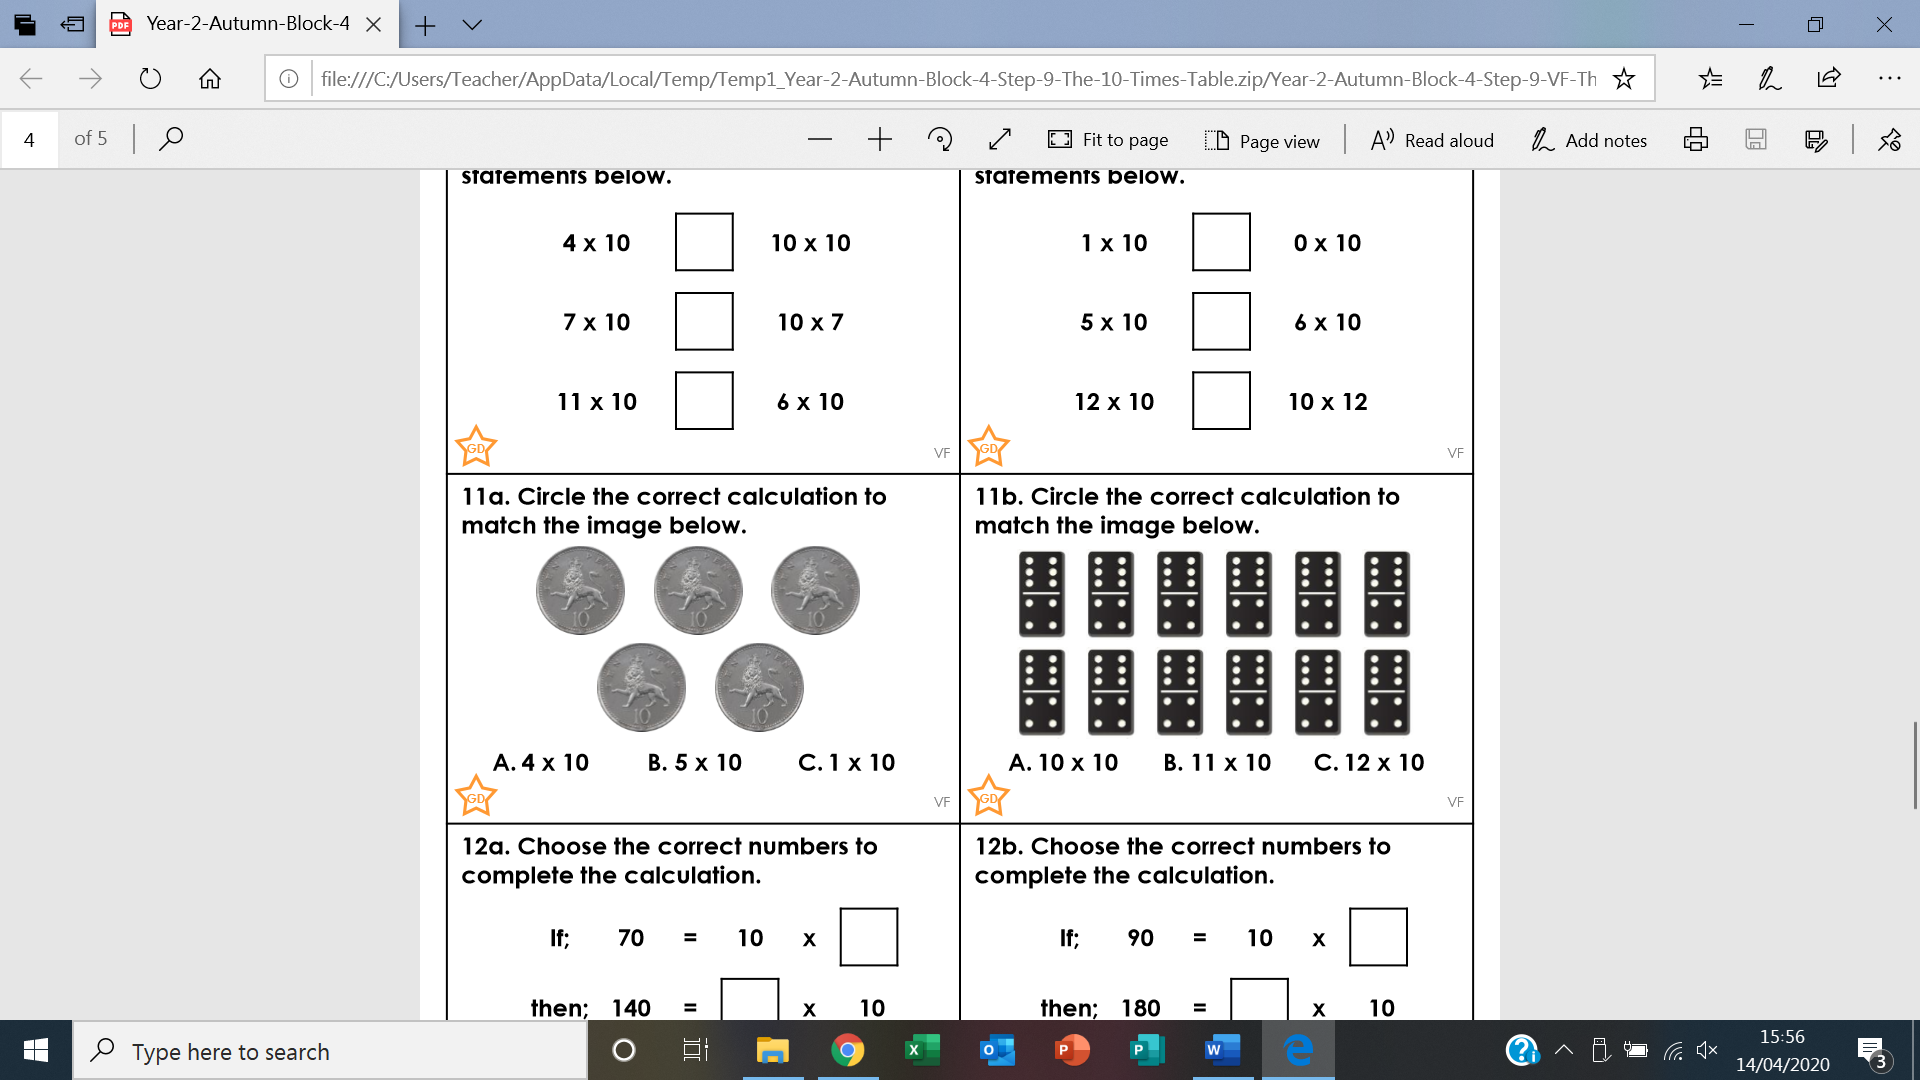 Year-2-Autumn-Block-4
file:///C:/Users/Teacher/AppData/Local/Temp/Temp1_Year-2-Autumn-Block-4-Step-9-The-10-Times-Table.zip/Year-2-Autumn-Block-4-Step-9-VF-Th
4 of 5
Fit to page
Page view
Read aloud
Add notes
statements below.
4 x 10 10 x 10
7 x 10 10 x 7
11 x 10 6 x 10
GD VF
statements below.
1 x 10 0 x 10
5 x 10 6 x 10
12 x 10 10 x 12
GD VF
11a. Circle the correct calculation to
match the image below.
10 10 10
10 10
A. 4 x 10 B. 5 x 10 C. 1 x 10
GD VF
11b. Circle the correct calculation to
match the image below.
A. 10 x 10 B. 11 x 10 C. 12 x 10
GD VF
12a. Choose the correct numbers to
complete the calculation.
If; 70 = 10 x
then; 140 = x 10
12b. Choose the correct numbers to
complete the calculation.
If; 90 = 10 x
then; 180 = x 10
Type here to search
15:56
14/04/2020
3